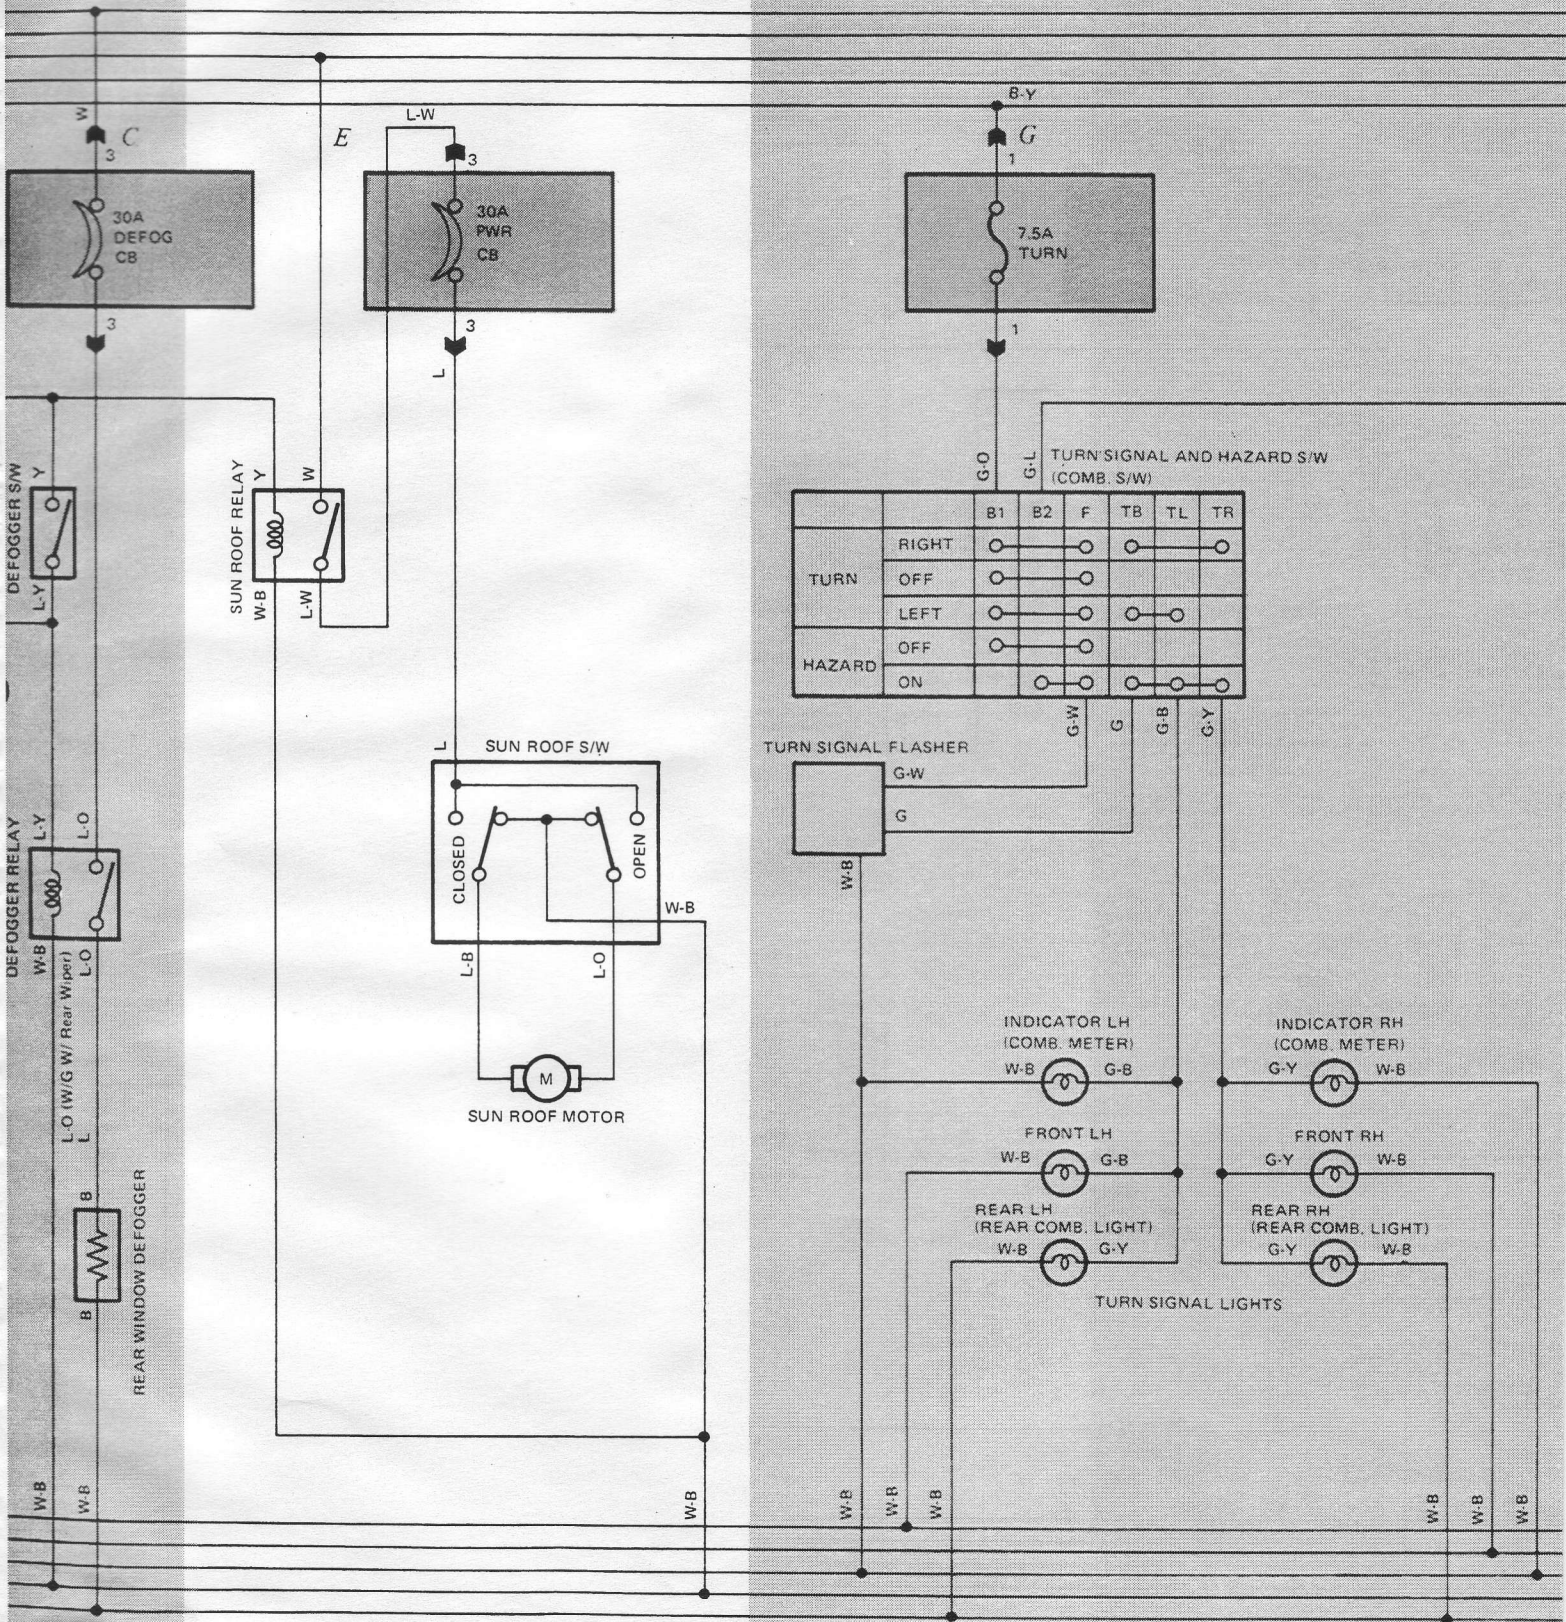 B-Y
L-W
W
C
E
G
3
3
1
30A
DEFOG
CB
30A
PWR
CB
7.5A
TURN
3
3
1
L
DEFOGGER S/W
Y
L-Y
SUN ROOF RELAY
Y
W
W-B
L-W
G-O
G-L
TURN SIGNAL AND HAZARD S/W
(COMB. S/W)
B1 B2 F TB TL TR
TURN
RIGHT
OFF
LEFT
HAZARD
OFF
ON
G-W
G
G-B
G-Y
TURN SIGNAL FLASHER
G-W
G
W-B
L
SUN ROOF S/W
CLOSED
OPEN
W-B
L-B
L-O
M
SUN ROOF MOTOR
DEFOGGER RELAY
L-Y
L-O
W-B
L-O
L-O (W/G W/ Rear Wiper)
L
B
REAR WINDOW DEFOGGER
B
INDICATOR LH
(COMB. METER)
W-B
G-B
INDICATOR RH
(COMB. METER)
G-Y
W-B
FRONT LH
W-B
G-B
FRONT RH
G-Y
W-B
REAR LH
(REAR COMB. LIGHT)
W-B
G-Y
REAR RH
(REAR COMB. LIGHT)
G-Y
W-B
TURN SIGNAL LIGHTS
W-B
W-B
W-B
W-B
W-B
W-B
W-B
W-B
W-B